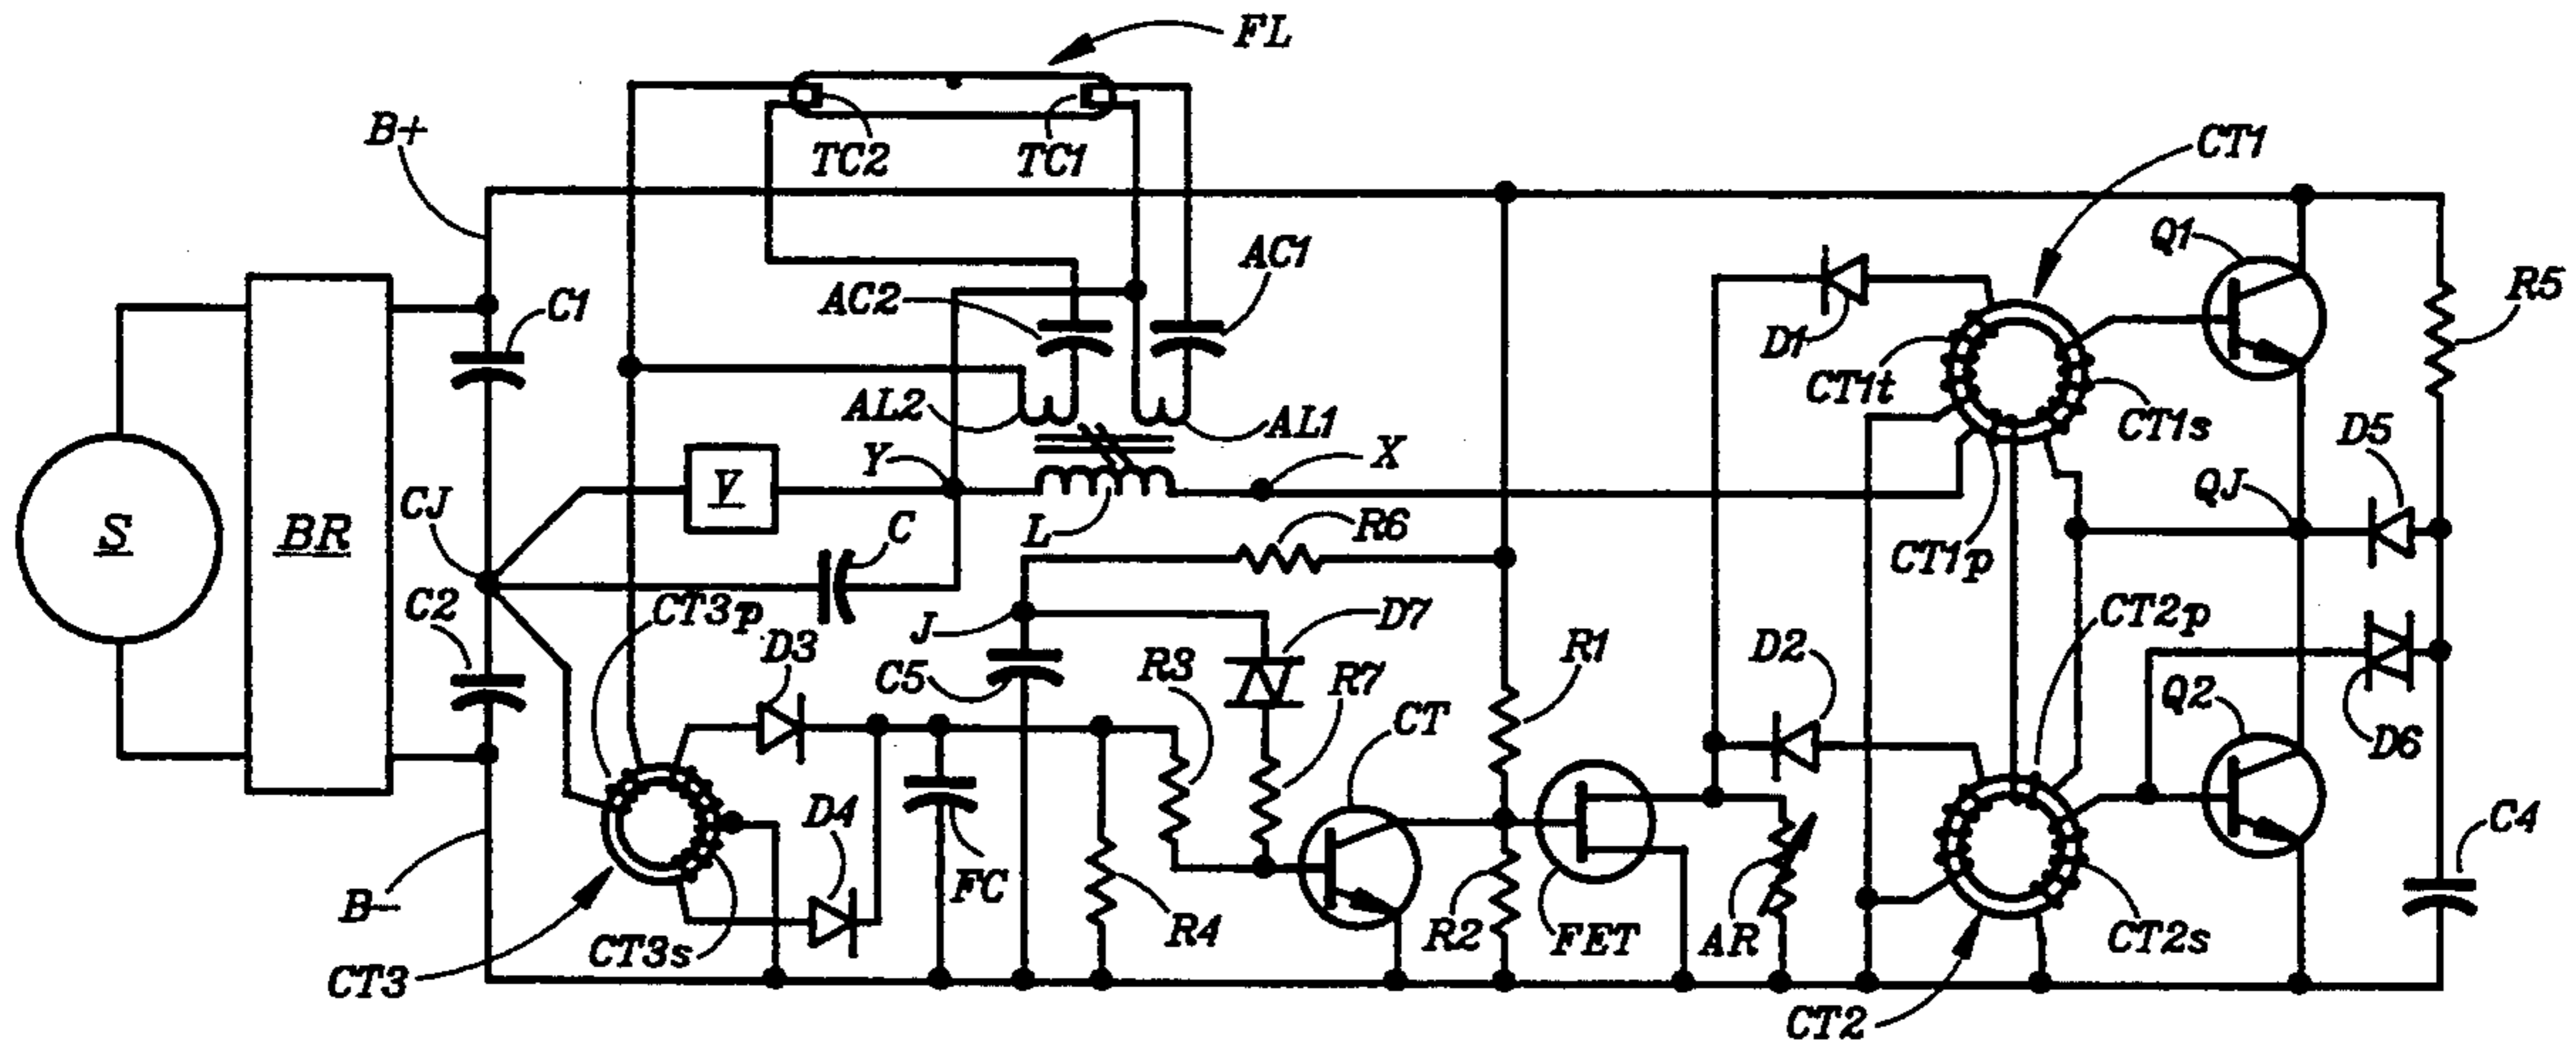 FL
B+
TC2
TC1
CT1
Q1
AC1
AC2
C1
R5
D1
CT1t
AL2
AL1
CT1s
D5
Y
X
V
QJ
CJ
S
BR
L
R6
C
CT1p
C2
CT3p
J
D7
CT2p
D3
R1
D2
C5
R3
R7
Q2
CT
D6
D4
C4
FC
B-
R4
R2
FET
AR
CT3s
CT2s
CT3
CT2